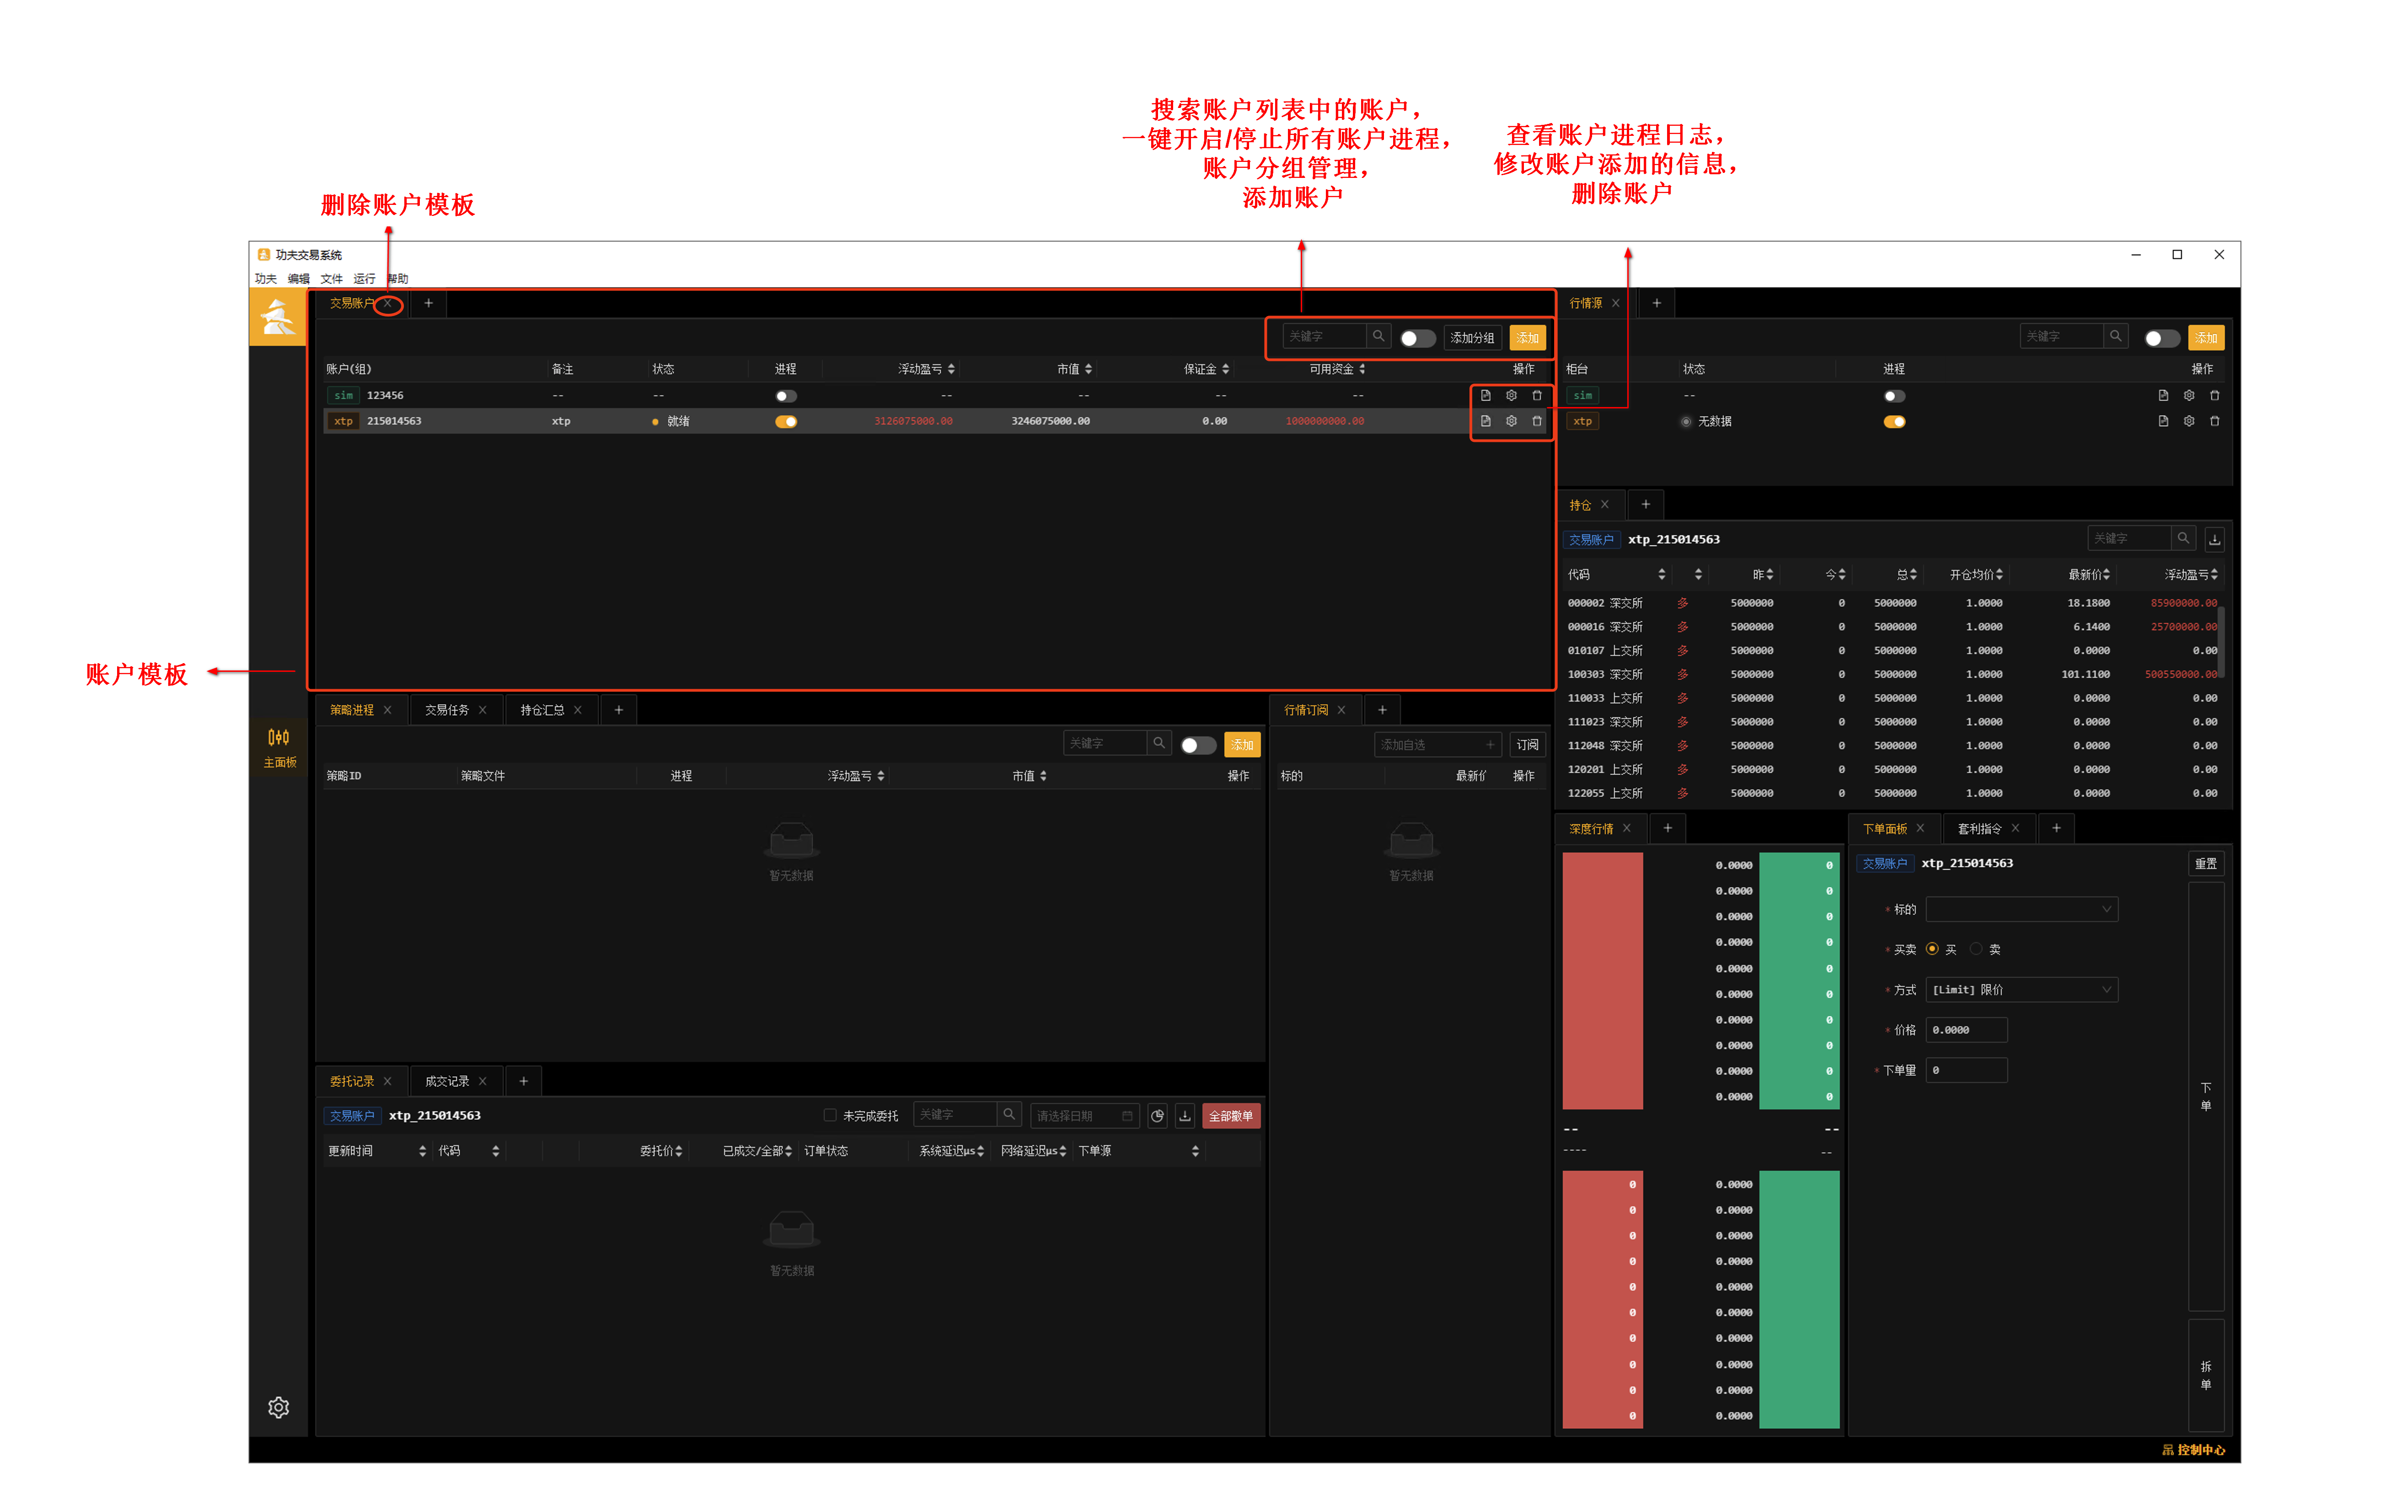 搜索账户列表中的账户，
一键开启/停止所有账户进程，
账户分组管理，
添加账户
查看账户进程日志，
修改账户添加的信息，
删除账户
删除账户模板
账户模板
功夫交易系统
功夫 编辑 文件 运行 帮助
交易账户
关键字 添加分组 添加
账户(组) 备注 状态 进程 浮动盈亏 市值 保证金 可用资金 操作
sim 123456 -- -- -- -- -- --
xtp 215014563 xtp 就绪 3126075000.00 3246075000.00 0.00 1000000000.00
行情源
关键字 添加
柜台 状态 进程 操作
sim --
xtp 无数据
持仓
交易账户 xtp_215014563 关键字
代码 昨 今 总 开仓均价 最新价 浮动盈亏
000002 深交所 多 5000000 0 5000000 1.0000 18.1800 85900000.00
000016 深交所 多 5000000 0 5000000 1.0000 6.1400 25700000.00
010107 上交所 多 5000000 0 5000000 1.0000 0.0000 0.00
100303 深交所 多 5000000 0 5000000 1.0000 101.1100 500550000.00
110033 上交所 多 5000000 0 5000000 1.0000 0.0000 0.00
111023 深交所 多 5000000 0 5000000 1.0000 0.0000 0.00
112048 深交所 多 5000000 0 5000000 1.0000 0.0000 0.00
120201 上交所 多 5000000 0 5000000 1.0000 0.0000 0.00
122055 上交所 多 5000000 0 5000000 1.0000 0.0000 0.00
主面板
策略进程 交易任务 持仓汇总
关键字 添加
策略ID 策略文件 进程 浮动盈亏 市值 操作
暂无数据
行情订阅
添加自选 订阅
标的 最新价 操作
暂无数据
委托记录 成交记录
交易账户 xtp_215014563 未完成委托 关键字 请选择日期 全部撤单
更新时间 代码 委托价 已成交/全部 订单状态 系统延迟μs 网络延迟μs 下单源
暂无数据
深度行情
0.0000 0
0.0000 0
0.0000 0
0.0000 0
0.0000 0
0.0000 0
0.0000 0
0.0000 0
0.0000 0
0.0000 0
-- --
---- --
0 0.0000
0 0.0000
0 0.0000
0 0.0000
0 0.0000
0 0.0000
0 0.0000
0 0.0000
0 0.0000
0 0.0000
下单面板 套利指令
交易账户 xtp_215014563 重置
* 标的
* 买卖 买 卖
* 方式 [Limit] 限价
* 价格 0.0000
* 下单量 0
下
单
拆
单
控制中心